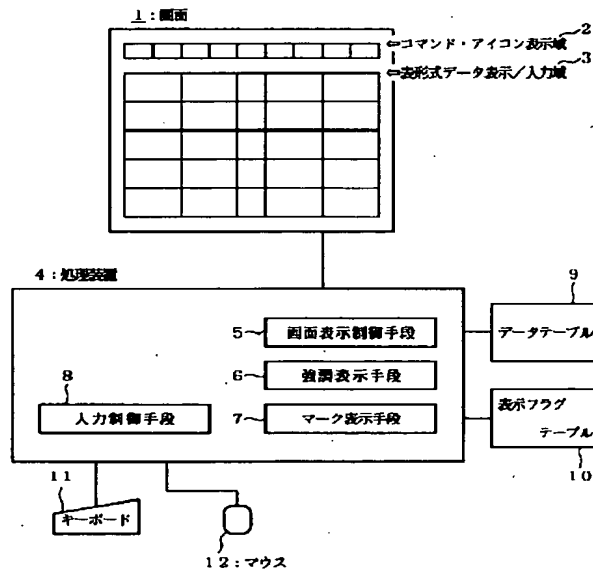 1：画面
2
⇦コマンド・アイコン表示域
3
⇦表形式データ表示／入力域
4：処理装置
9
5 画面表示制御手段
データテーブル
6 強調表示手段
8
表示フラグ
入力制御手段
7 マーク表示手段
テーブル
11
10
キーボード
12：マウス